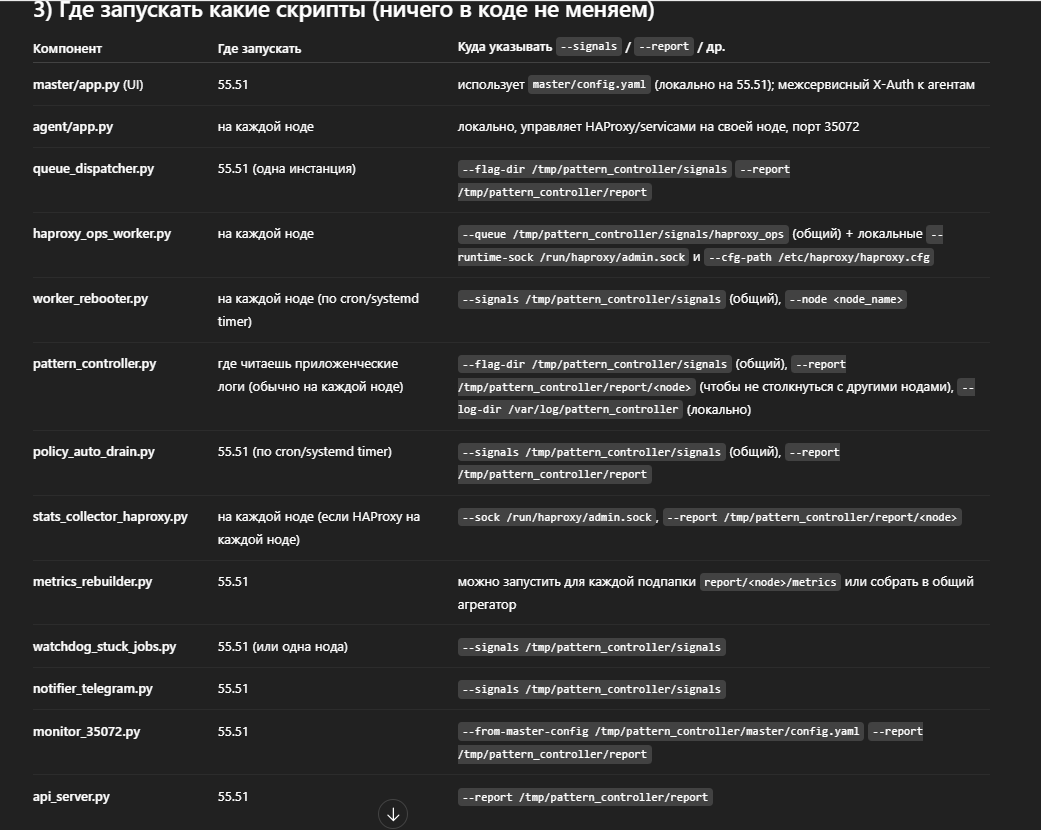 3) Где запускать какие скрипты (ничего в коде не меняем)
Компонент Где запускать Куда указывать --signals / --report / др.
master/app.py (UI) 55.51 использует master/config.yaml (локально на 55.51); межсервисный X-Auth к агентам
agent/app.py на каждой ноде локально, управляет HAProxy/servicами на своей ноде, порт 35072
queue_dispatcher.py 55.51 (одна инстанция) --flag-dir /tmp/pattern_controller/signals --report
/tmp/pattern_controller/report
haproxy_ops_worker.py на каждой ноде --queue /tmp/pattern_controller/signals/haproxy_ops (общий) + локальные --
runtime-sock /run/haproxy/admin.sock и --cfg-path /etc/haproxy/haproxy.cfg
worker_rebooter.py на каждой ноде (по cron/systemd --signals /tmp/pattern_controller/signals (общий), --node <node_name>
timer)
pattern_controller.py где читаешь приложенческие --flag-dir /tmp/pattern_controller/signals (общий), --report
логи (обычно на каждой ноде) /tmp/pattern_controller/report/<node> (чтобы не столкнуться с другими нодами), --
log-dir /var/log/pattern_controller (локально)
policy_auto_drain.py 55.51 (по cron/systemd timer) --signals /tmp/pattern_controller/signals (общий), --report
/tmp/pattern_controller/report
stats_collector_haproxy.py на каждой ноде (если HAProxy на --sock /run/haproxy/admin.sock, --report /tmp/pattern_controller/report/<node>
каждой ноде)
metrics_rebuilder.py 55.51 можно запустить для каждой подпапки report/<node>/metrics или собрать в общий
агрегатор
watchdog_stuck_jobs.py 55.51 (или одна нода) --signals /tmp/pattern_controller/signals
notifier_telegram.py 55.51 --signals /tmp/pattern_controller/signals
monitor_35072.py 55.51 --from-master-config /tmp/pattern_controller/master/config.yaml --report
/tmp/pattern_controller/report
api_server.py 55.51 --report /tmp/pattern_controller/report